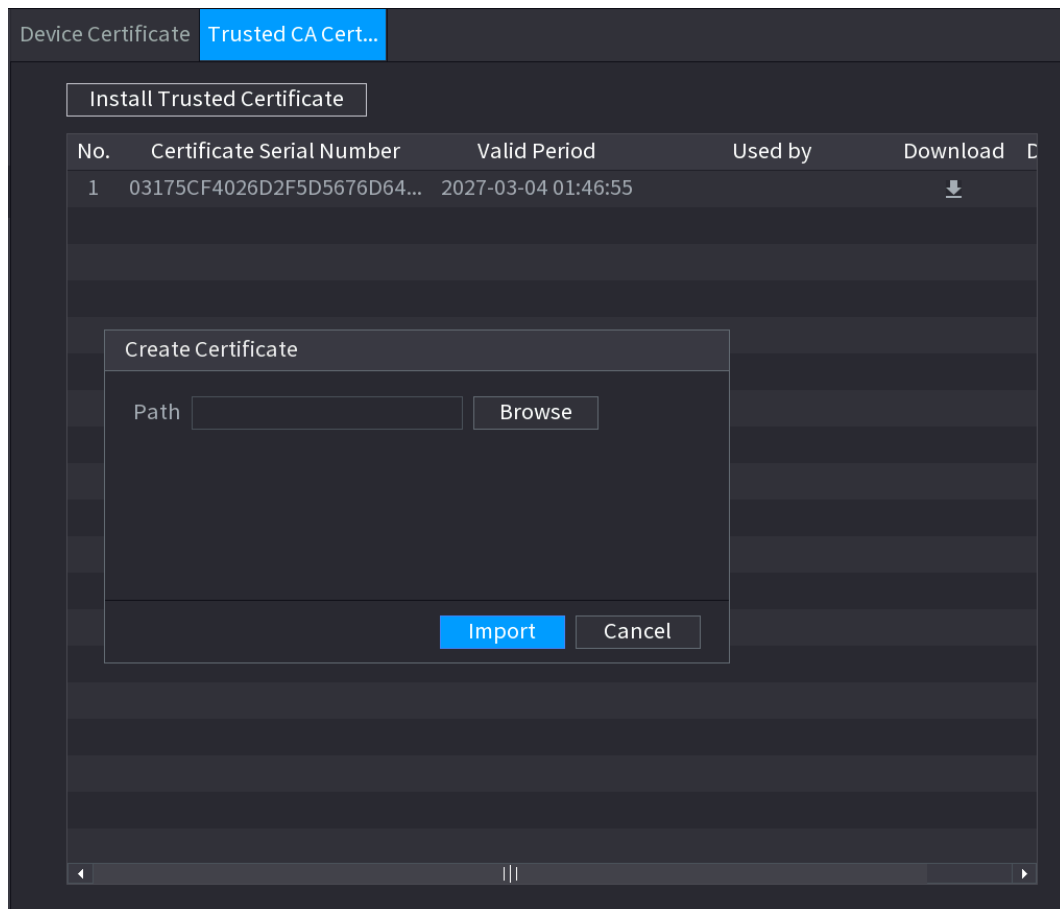 Device Certificate Trusted CA Cert...
Install Trusted Certificate
No. Certificate Serial Number Valid Period Used by Download D
1 03175CF4026D2F5D5676D64... 2027-03-04 01:46:55
Create Certificate
Path Browse
Import Cancel